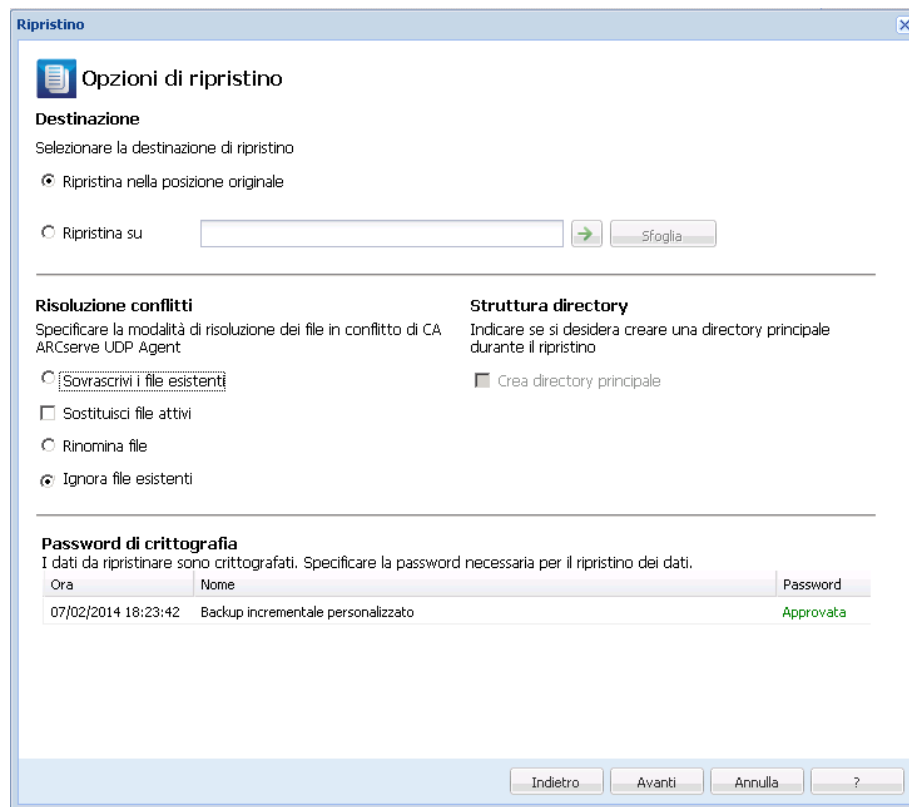 Ripristino
Opzioni di ripristino
Destinazione
Selezionare la destinazione di ripristino
Ripristina nella posizione originale
Ripristina su
Sfoglia
Risoluzione conflitti
Specificare la modalità di risoluzione dei file in conflitto di CA
ARCserve UDP Agent
Sovrascrivi i file esistenti
Sostituisci file attivi
Rinomina file
Ignora file esistenti
Struttura directory
Indicare se si desidera creare una directory principale
durante il ripristino
Crea directory principale
Password di crittografia
I dati da ripristinare sono crittografati. Specificare la password necessaria per il ripristino dei dati.
Ora Nome Password
07/02/2014 18:23:42 Backup incrementale personalizzato Approvata
Indietro Avanti Annulla ?